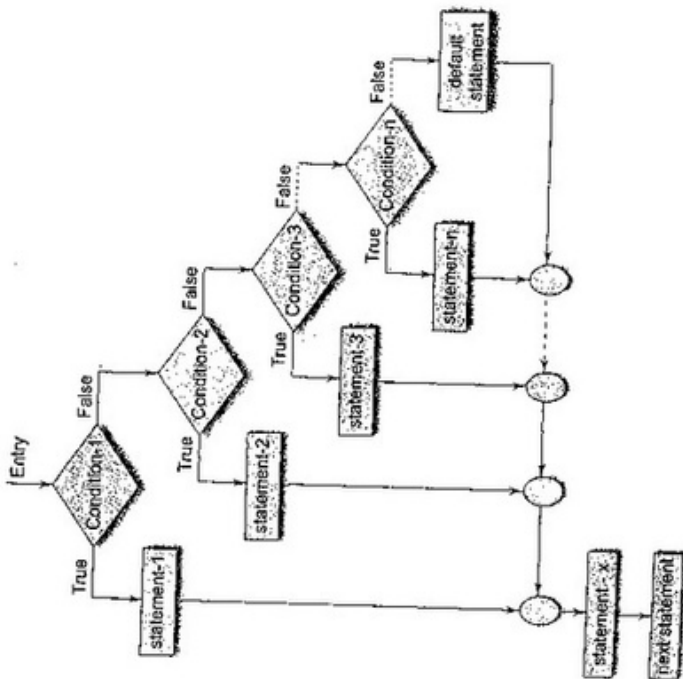 Entry
Condition-1
True
False
statement-1
Condition-2
True
False
statement-2
Condition-3
True
False
statement-3
Condition-n
True
False
statement-n
default
statement
statement - x
next statement